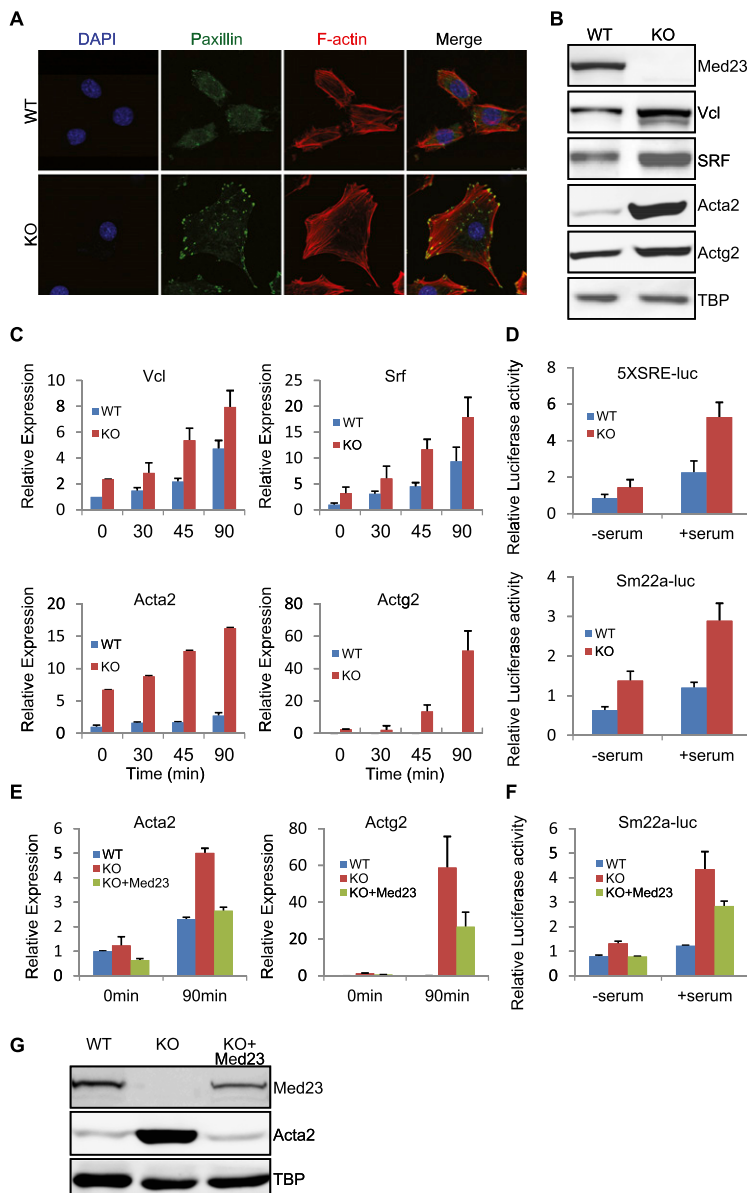 A
DAPI Paxillin F-actin Merge
WT
KO
B
WT KO
Med23
Vcl
SRF
Acta2
Actg2
TBP
C
Vcl
Relative Expression
10
8
6
4
2
0
WT
KO
0 30 45 90
Srf
Relative Expression
25
20
15
10
5
0
WT
KO
0 30 45 90
Acta2
Relative Expression
15
20
10
5
0
WT
KO
0 30 45 90
Time (min)
Actg2
Relative Expression
80
60
40
20
0
WT
KO
0 30 45 90
Time (min)
D
5XSRE-luc
Relative Luciferase activity
8
6
4
2
0
WT
KO
-serum +serum
Sm22a-luc
Relative Luciferase activity
4
3
2
1
0
WT
KO
-serum +serum
E
Acta2
Relative Expression
6
5
4
3
2
1
0
WT
KO
KO+Med23
0min 90min
Actg2
Relative Expression
80
60
40
20
0
WT
KO
KO+Med23
0min 90min
F
Sm22a-luc
Relative Luciferase activity
6
5
4
3
2
1
0
WT
KO
KO+Med23
-serum +serum
G
WT KO KO+
Med23
Med23
Acta2
TBP